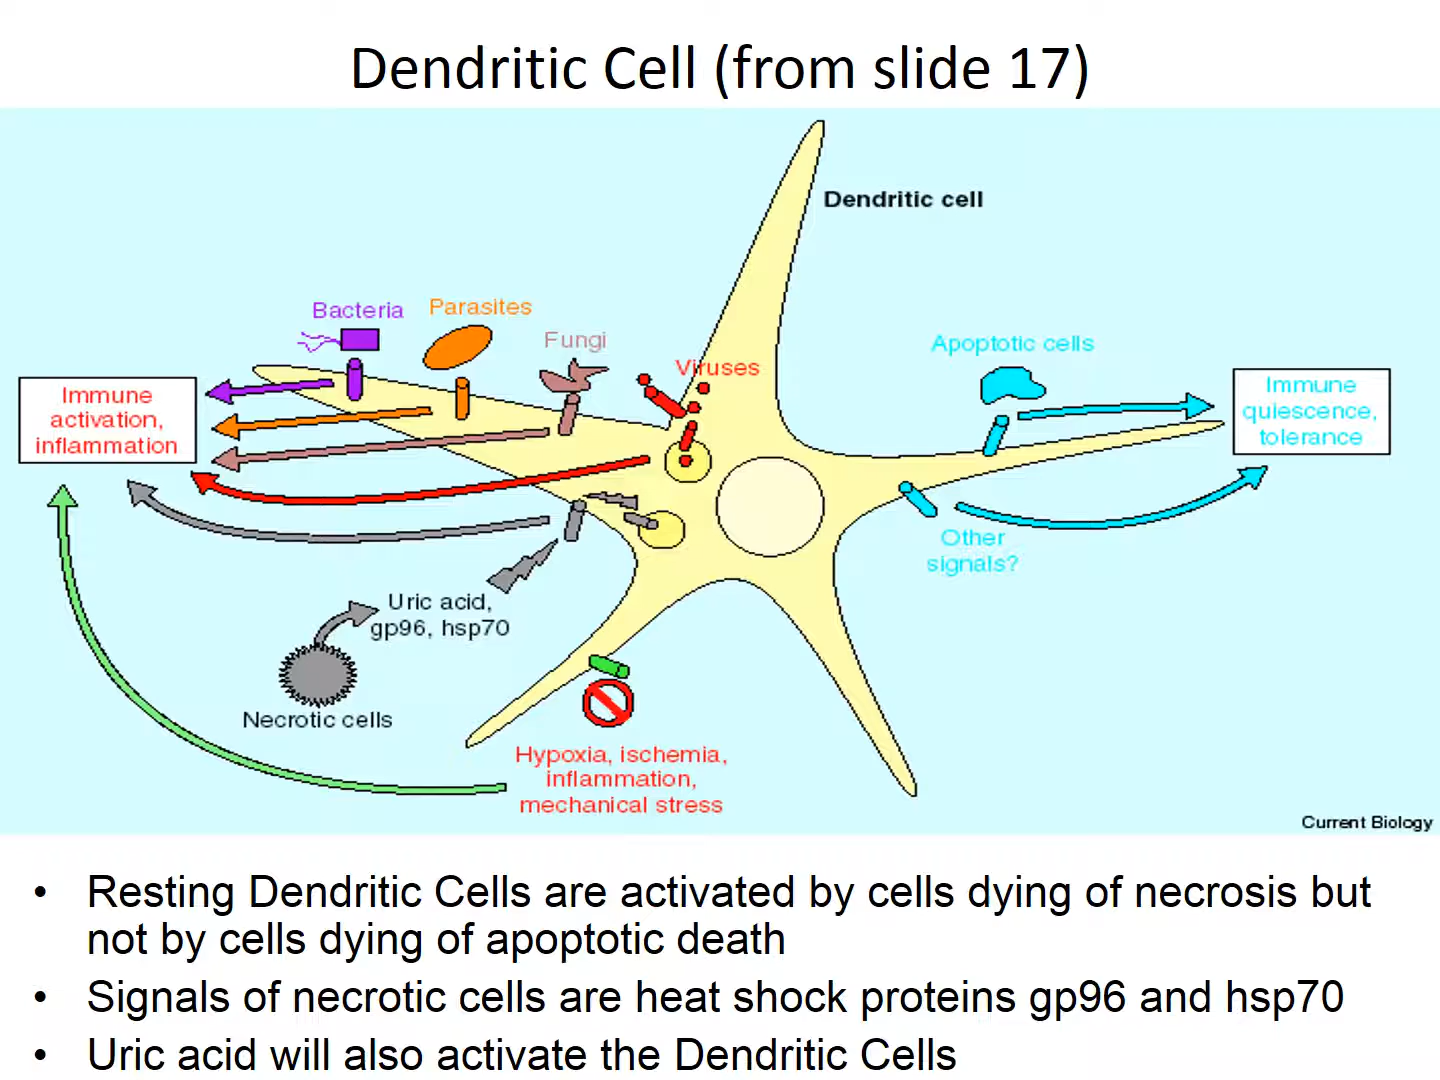 Dendritic Cell (from slide 17)
Dendritic cell
Bacteria
Parasites
Fungi
Viruses
Apoptotic cells
Immune
activation,
inflammation
Immune
quiescence,
tolerance
Other
signals?
Uric acid,
gp96, hsp70
Necrotic cells
Hypoxia, ischemia,
inflammation,
mechanical stress
Current Biology
• Resting Dendritic Cells are activated by cells dying of necrosis but
not by cells dying of apoptotic death
• Signals of necrotic cells are heat shock proteins gp96 and hsp70
• Uric acid will also activate the Dendritic Cells